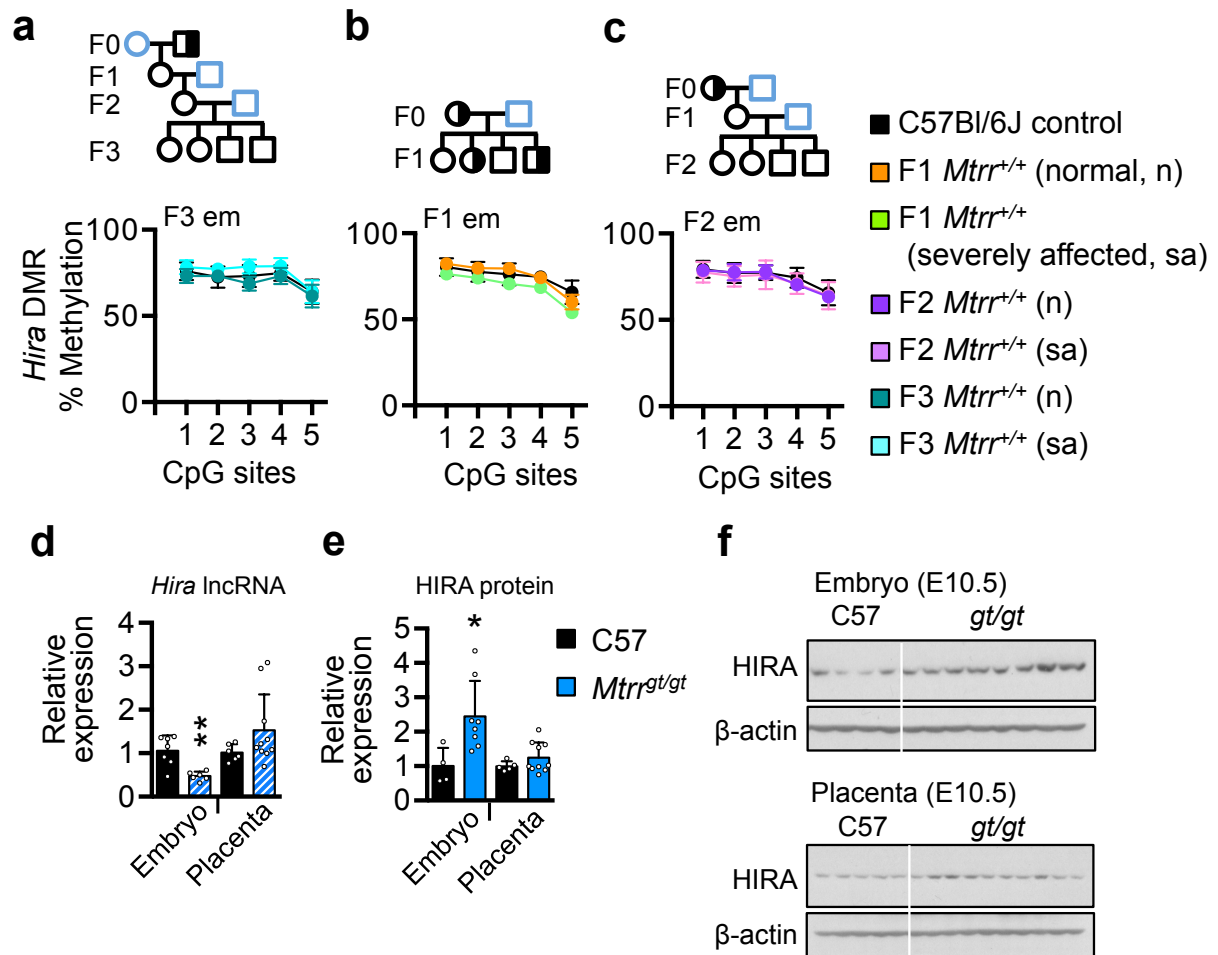 a
F0
F1
F2
F3
F3 em
Hira DMR
% Methylation
100
50
0
1 2 3 4 5
CpG sites
b
F0
F1
F1 em
100
50
0
1 2 3 4 5
CpG sites
c
F0
F1
F2
F2 em
100
50
0
1 2 3 4 5
CpG sites
C57Bl/6J control
F1 Mtrr+/+ (normal, n)
F1 Mtrr+/+
(severely affected, sa)
F2 Mtrr+/+ (n)
F2 Mtrr+/+ (sa)
F3 Mtrr+/+ (n)
F3 Mtrr+/+ (sa)
d
Hira lncRNA
Relative
expression
4
3
2
1
0
**
Embryo
Placenta
e
HIRA protein
Relative
expression
5
4
3
2
1
0
*
Embryo
Placenta
C57
Mtrrgt/gt
f
Embryo (E10.5)
C57 gt/gt
HIRA
β-actin
Placenta (E10.5)
C57 gt/gt
HIRA
β-actin